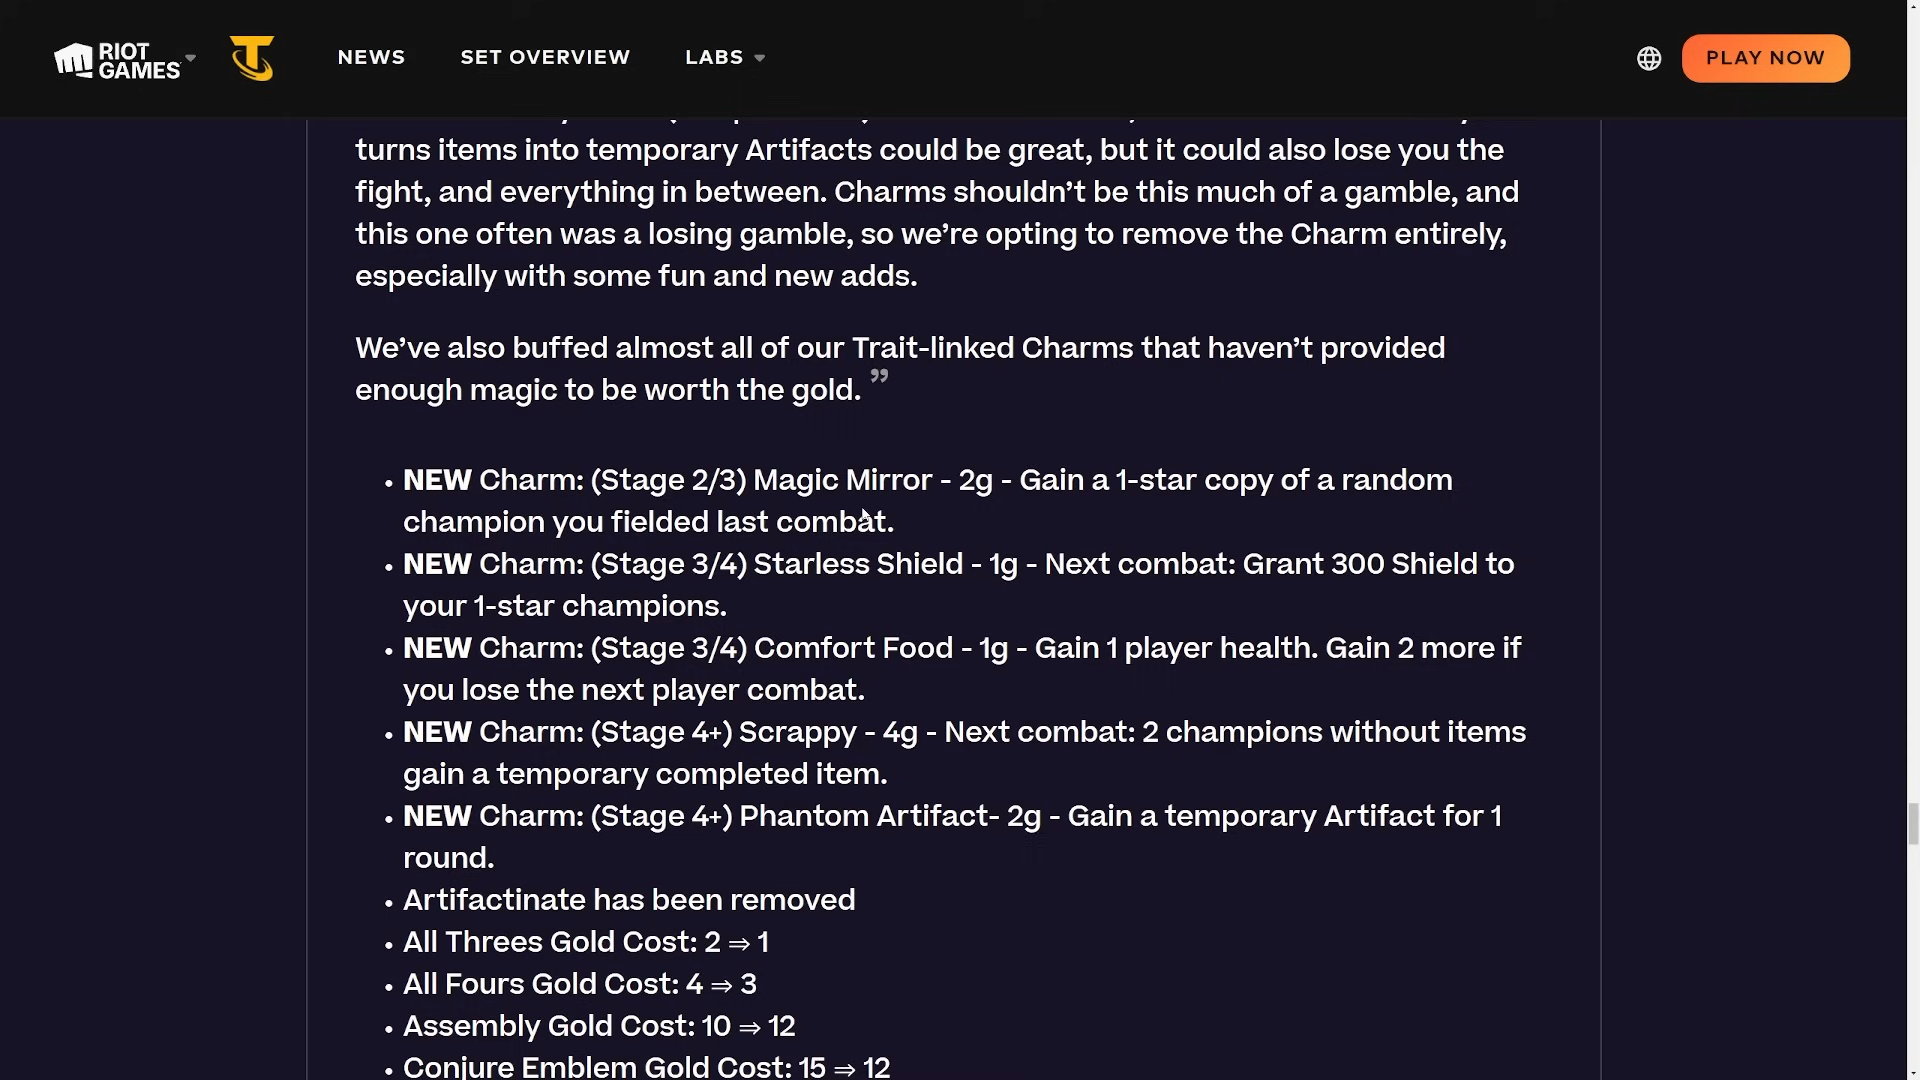 RIOT GAMES
NEWS
SET OVERVIEW
LABS
PLAY NOW
turns items into temporary Artifacts could be great, but it could also lose you the
fight, and everything in between. Charms shouldn’t be this much of a gamble, and
this one often was a losing gamble, so we’re opting to remove the Charm entirely,
especially with some fun and new adds.
We’ve also buffed almost all of our Trait-linked Charms that haven’t provided
enough magic to be worth the gold. ”
• NEW Charm: (Stage 2/3) Magic Mirror - 2g - Gain a 1-star copy of a random
champion you fielded last combat.
• NEW Charm: (Stage 3/4) Starless Shield - 1g - Next combat: Grant 300 Shield to
your 1-star champions.
• NEW Charm: (Stage 3/4) Comfort Food - 1g - Gain 1 player health. Gain 2 more if
you lose the next player combat.
• NEW Charm: (Stage 4+) Scrappy - 4g - Next combat: 2 champions without items
gain a temporary completed item.
• NEW Charm: (Stage 4+) Phantom Artifact- 2g - Gain a temporary Artifact for 1
round.
• Artifactinate has been removed
• All Threes Gold Cost: 2 ⇒ 1
• All Fours Gold Cost: 4 ⇒ 3
• Assembly Gold Cost: 10 ⇒ 12
• Conjure Emblem Gold Cost: 15 ⇒ 12